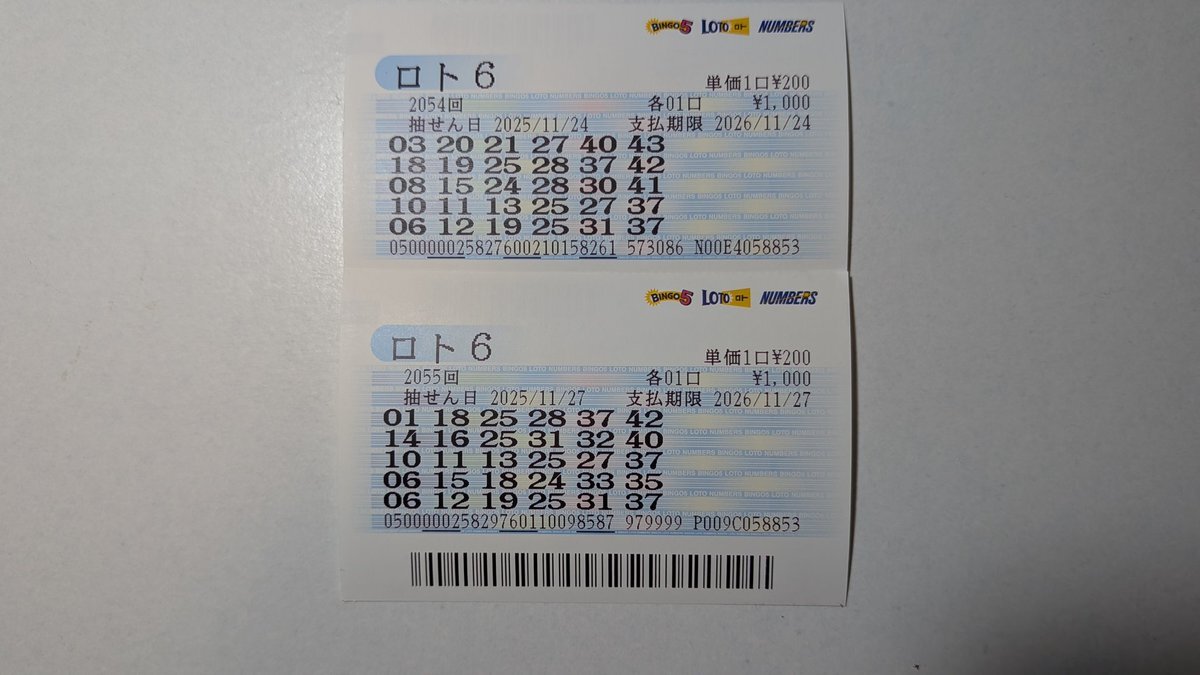 BINGO5 LOTO ロト NUMBERS
ロト6
単価1口¥200
2054回 各01口 ¥1,000
抽せん日 2025/11/24 支払期限 2026/11/24
03 20 21 27 40 43
18 19 25 28 37 42
08 15 24 28 30 41
10 11 13 25 27 37
06 12 19 25 31 37
050000025827600210158261 573086 N00E4058853
BINGO5 LOTO ロト NUMBERS
ロト6
単価1口¥200
2055回 各01口 ¥1,000
抽せん日 2025/11/27 支払期限 2026/11/27
01 18 25 28 37 42
14 16 25 31 32 40
10 11 13 25 27 37
06 15 18 24 33 35
06 12 19 25 31 37
050000025829760110098587 979999 P009C058853